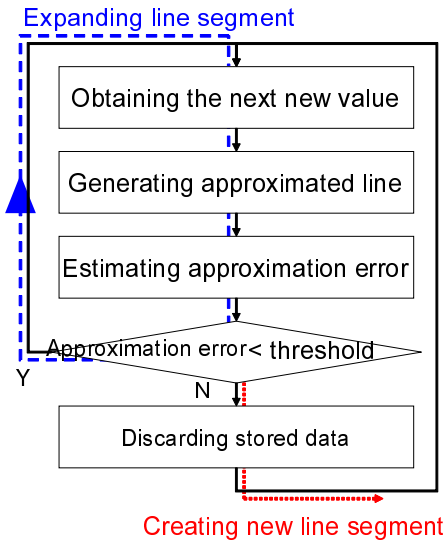 Expanding line segment
Obtaining the next new value
Generating approximated line
Estimating approximation error
Approximation error< threshold
Y
N
Discarding stored data
Creating new line segment